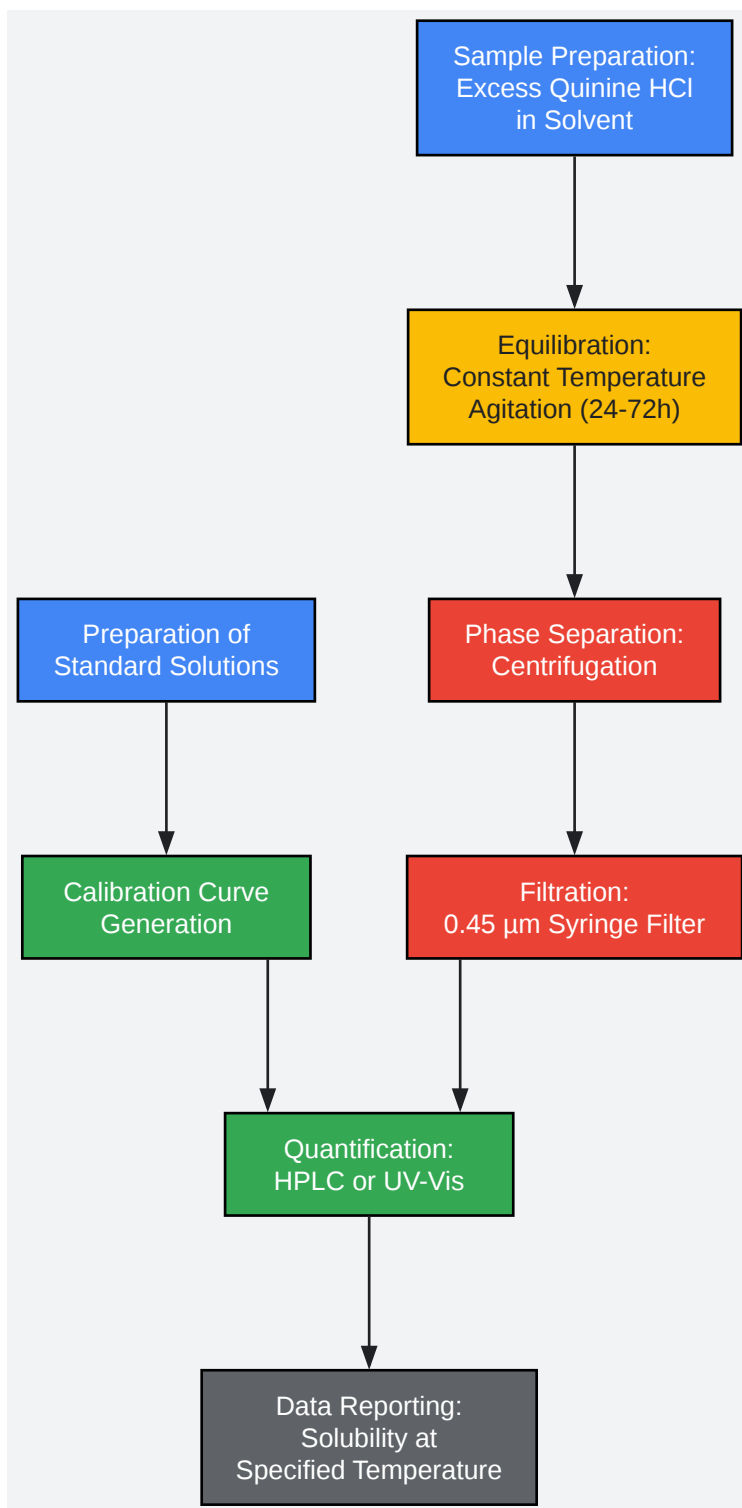 Sample Preparation:
Excess Quinine HCl
in Solvent
Equilibration:
Constant Temperature
Agitation (24-72h)
Preparation of
Standard Solutions
Phase Separation:
Centrifugation
Calibration Curve
Generation
Filtration:
0.45 µm Syringe Filter
Quantification:
HPLC or UV-Vis
Data Reporting:
Solubility at
Specified Temperature